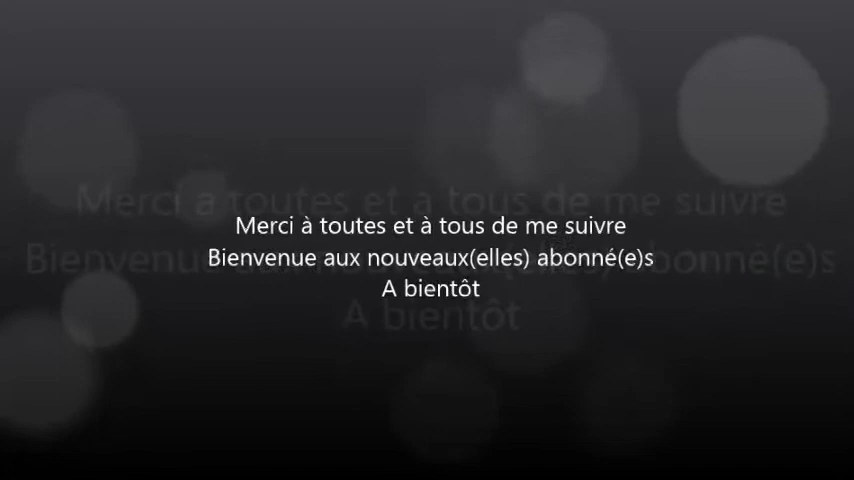 Merci à toutes et à tous de me suivre
Bienvenue aux nouveaux(elles) abonné(e)s
A bientôt